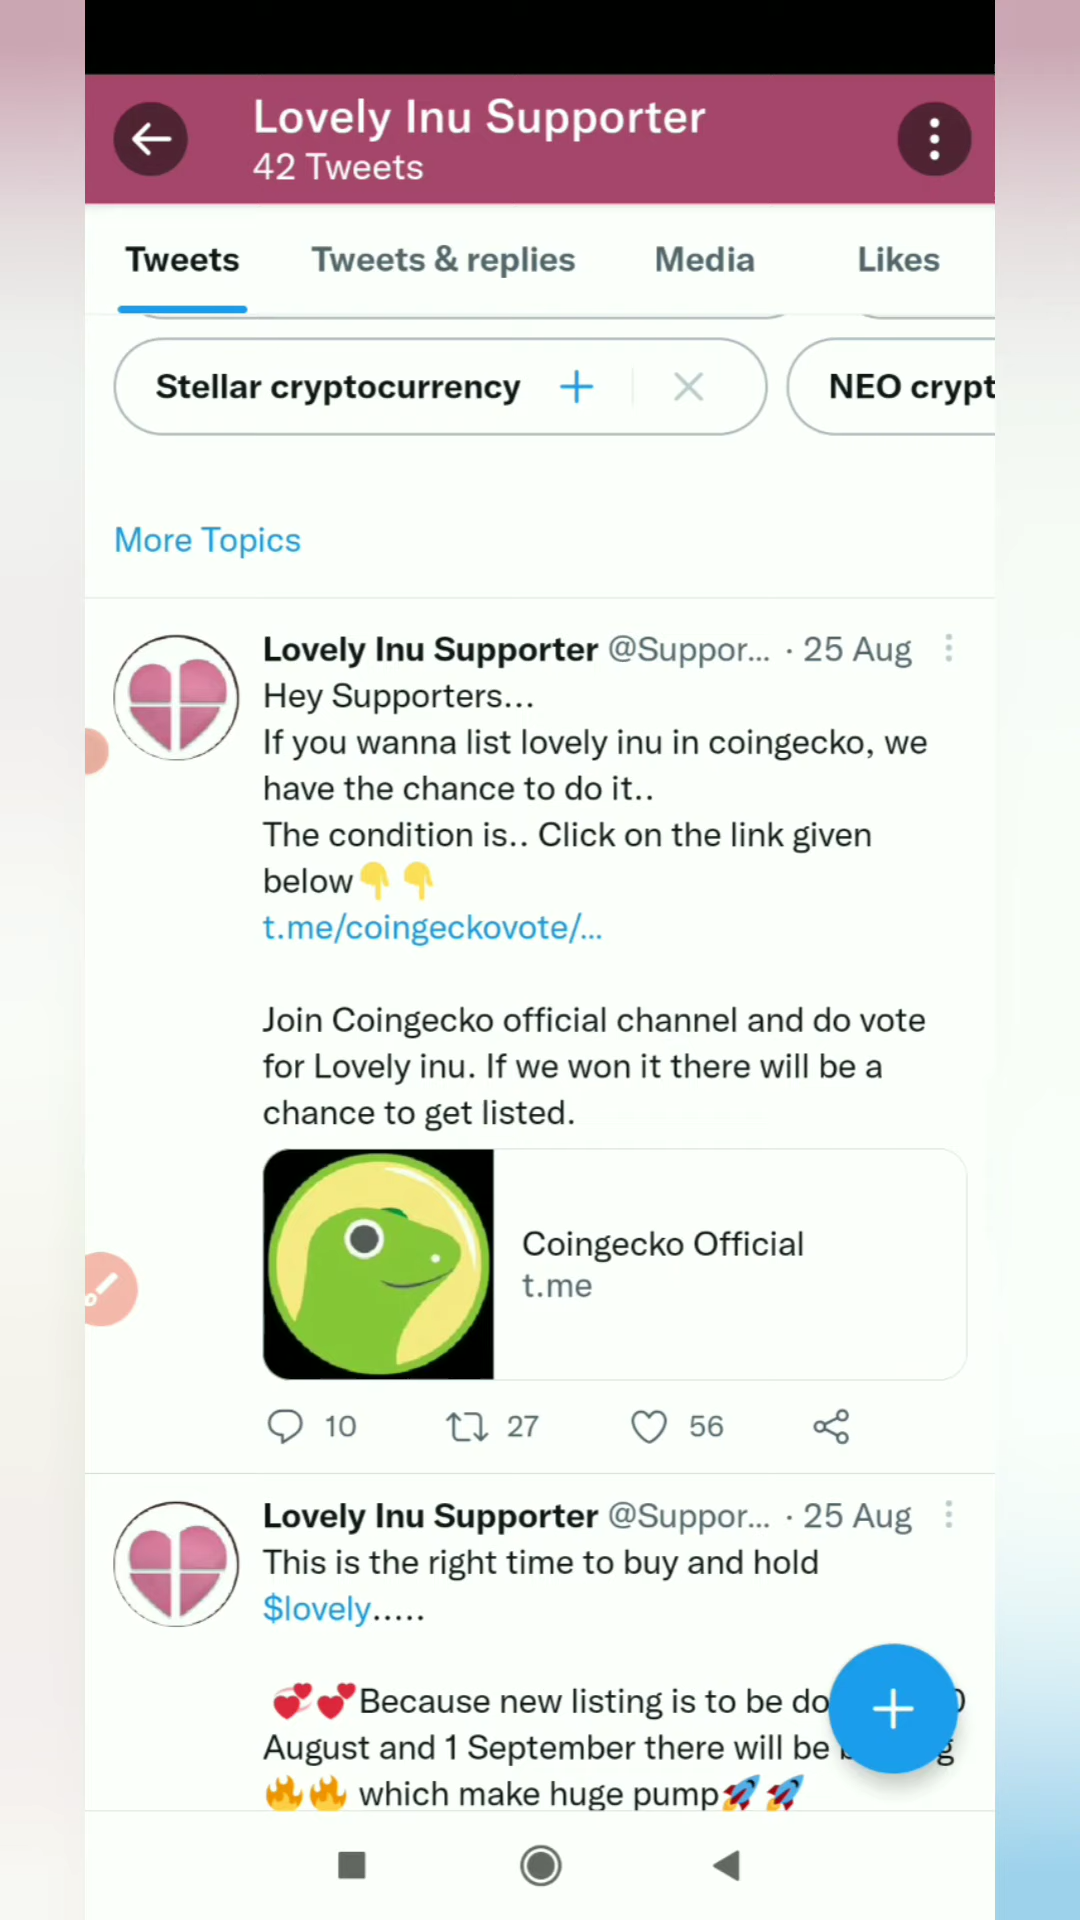 Lovely Inu Supporter
42 Tweets
Tweets Tweets & replies Media Likes
Stellar cryptocurrency NEO crypt
More Topics
Lovely Inu Supporter @Suppor... · 25 Aug
Hey Supporters...
If you wanna list lovely inu in coingecko, we
have the chance to do it..
The condition is.. Click on the link given
below👇👇
t.me/coingeckovote/...
Join Coingecko official channel and do vote
for Lovely inu. If we won it there will be a
chance to get listed.
Coingecko Official
t.me
10 27 56
Lovely Inu Supporter @Suppor... · 25 Aug
This is the right time to buy and hold
$lovely.....
💞💕Because new listing is to be do
August and 1 September there will be
🔥🔥 which make huge pump🚀🚀